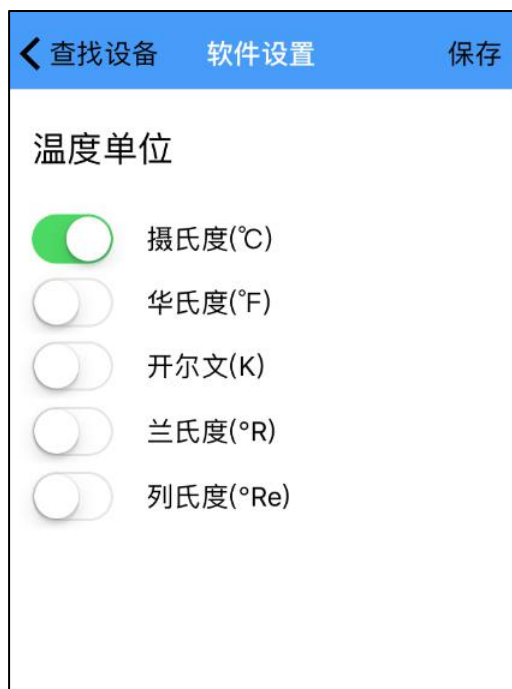 查找设备 软件设置 保存
温度单位
摄氏度(℃)
华氏度(℉)
开尔文(K)
兰氏度(°R)
列氏度(°Re)